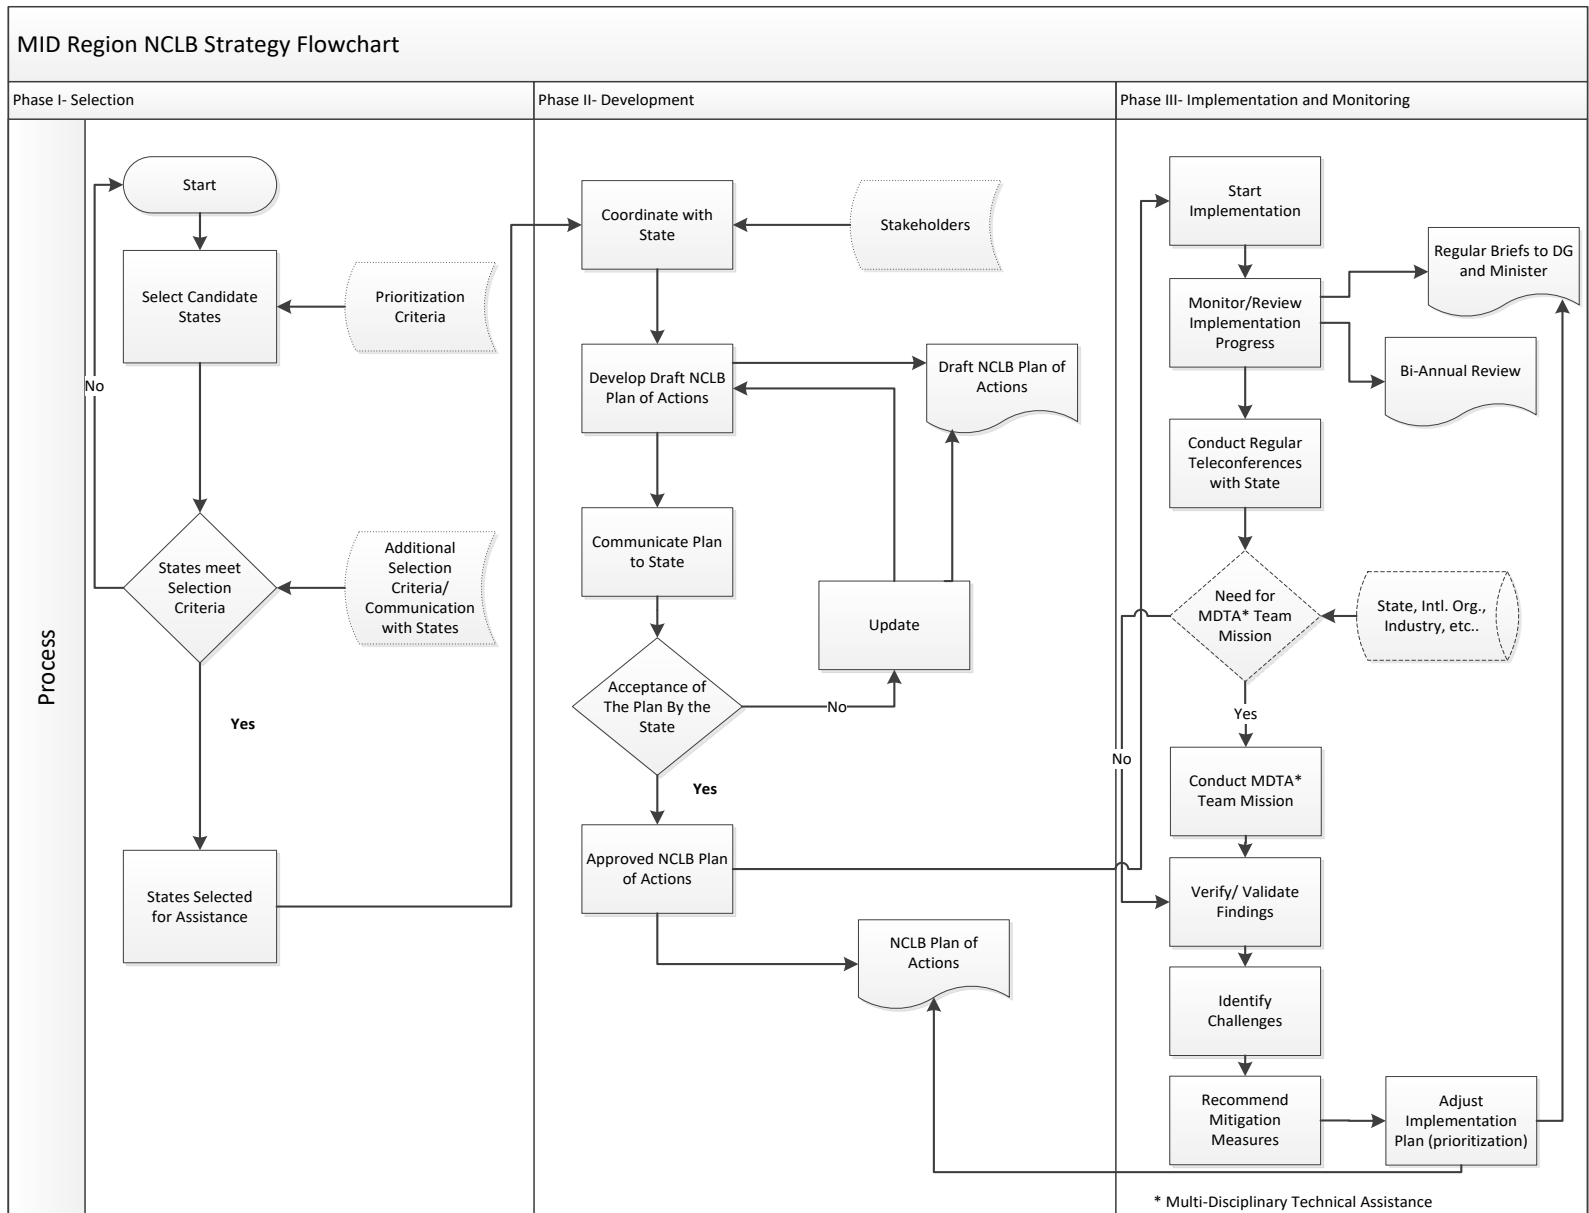 MID Region NCLB Strategy Flowchart
Phase I- Selection
Phase II- Development
Phase III- Implementation and Monitoring
Process
Start
Select Candidate
States
Prioritization
Criteria
No
States meet
Selection
Criteria
Additional
Selection
Criteria/
Communication
with States
Yes
States Selected
for Assistance
Coordinate with
State
Stakeholders
Develop Draft NCLB
Plan of Actions
Draft NCLB Plan of
Actions
Communicate Plan
to State
Update
Acceptance of
The Plan By the
State
No
Yes
Approved NCLB Plan
of Actions
NCLB Plan of
Actions
Start
Implementation
Regular Briefs to DG
and Minister
Monitor/Review
Implementation
Progress
Bi-Annual Review
Conduct Regular
Teleconferences
with State
Need for
MDTA* Team
Mission
State, Intl. Org.,
Industry, etc..
Yes
No
Conduct MDTA*
Team Mission
Verify/ Validate
Findings
Identify
Challenges
Recommend
Mitigation
Measures
Adjust
Implementation
Plan (prioritization)
* Multi-Disciplinary Technical Assistance